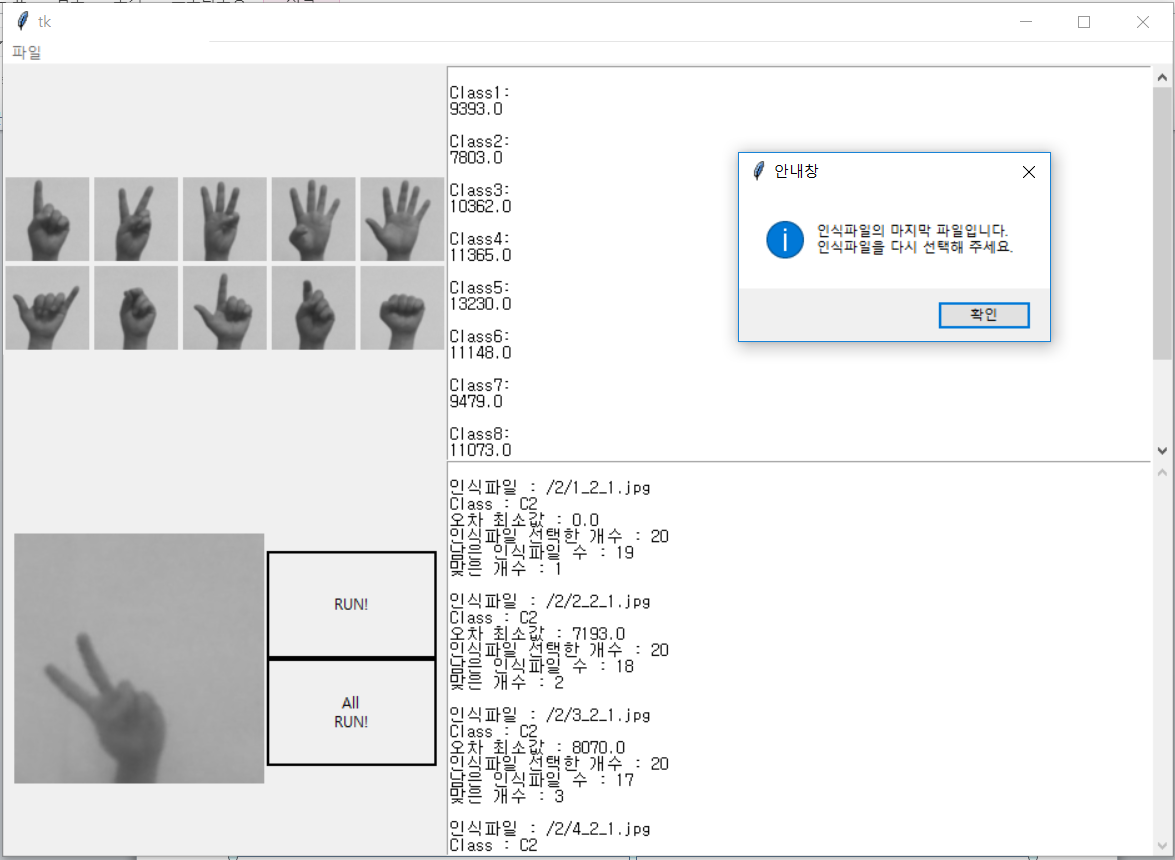 tk
파일
Class1:
9393.0
Class2:
7803.0
Class3:
10362.0
Class4:
11365.0
Class5:
13230.0
Class6:
11148.0
Class7:
9479.0
Class8:
11073.0
안내창
인식파일의 마지막 파일입니다.
인식파일을 다시 선택해 주세요.
확인
RUN!
All
RUN!
인식파일 : /2/1_2_1.jpg
Class : C2
오차 최소값 : 0.0
인식파일 선택한 개수 : 20
남은 인식파일 수 : 19
맞은 개수 : 1
인식파일 : /2/2_2_1.jpg
Class : C2
오차 최소값 : 7193.0
인식파일 선택한 개수 : 20
남은 인식파일 수 : 18
맞은 개수 : 2
인식파일 : /2/3_2_1.jpg
Class : C2
오차 최소값 : 8070.0
인식파일 선택한 개수 : 20
남은 인식파일 수 : 17
맞은 개수 : 3
인식파일 : /2/4_2_1.jpg
Class : C2